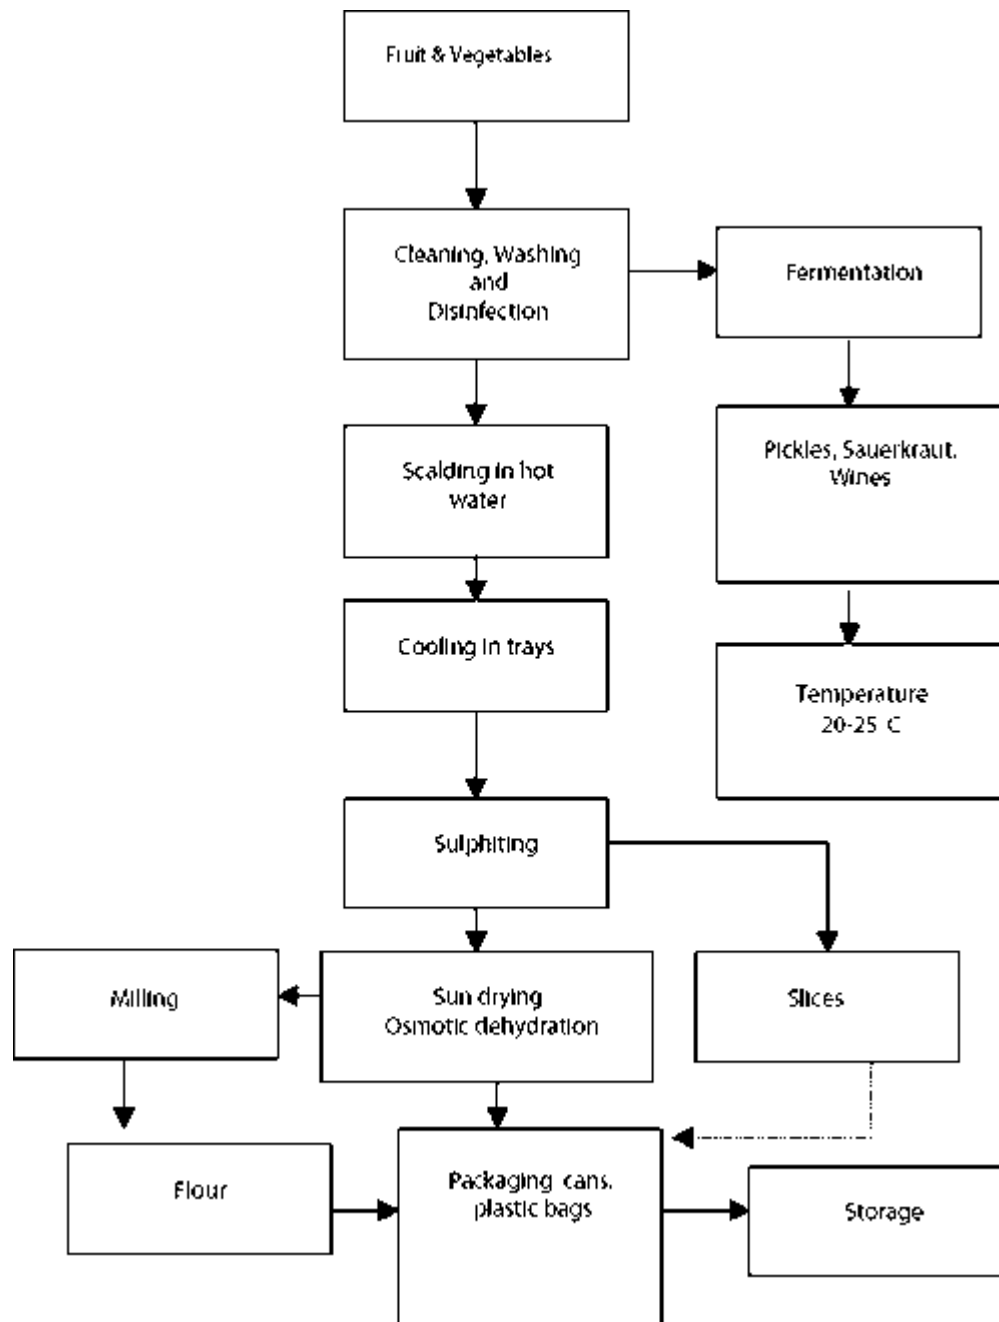 Fruit & Vegetables
Cleaning, Washing
and
Disinfection
Fermentation
Scalding in hot
water
Pickles, Sauerkraut.
Wines
Cooling in trays
Temperature
20-25 C
Sulphiting
Milling
Sun drying
Osmotic dehydration
Slices
Flour
Packaging cans.
plastic bags
Storage